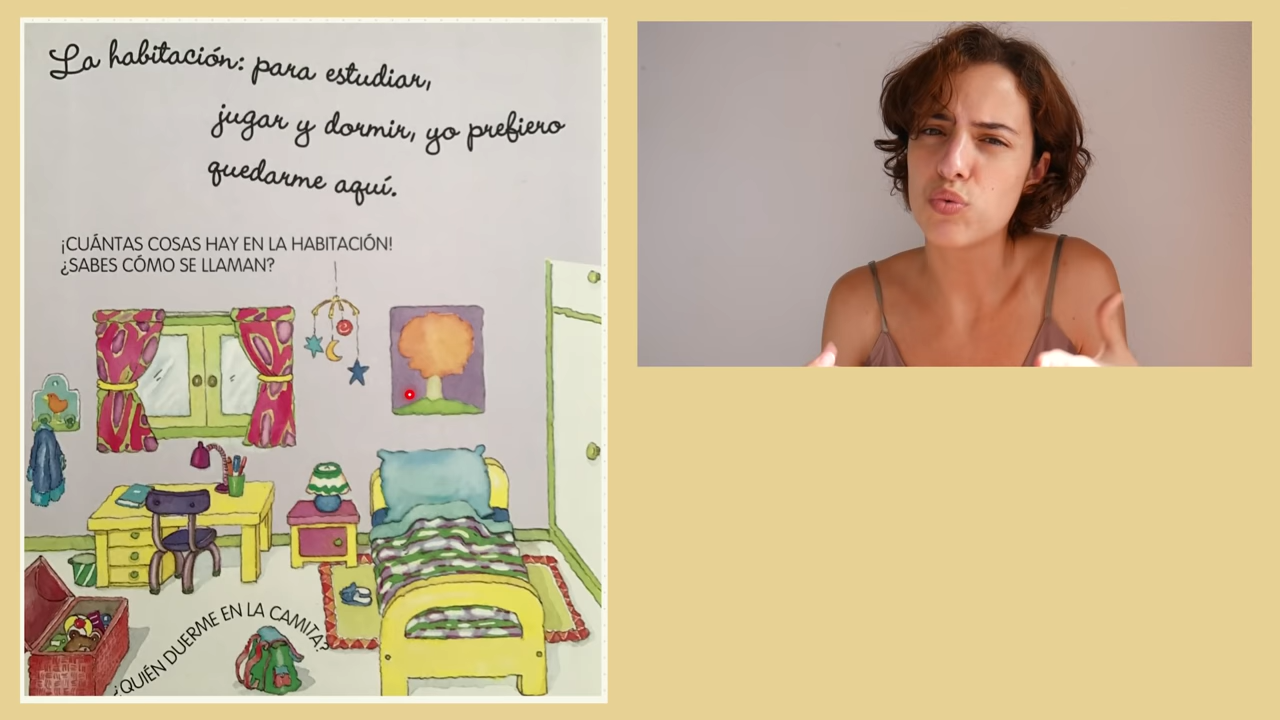 La habitación: para estudiar,
jugar y dormir, yo prefiero
quedarme aquí.
¡CUÁNTAS COSAS HAY EN LA HABITACIÓN!
¿SABES CÓMO SE LLAMAN?
¿QUIÉN DUERME EN LA CAMITA?